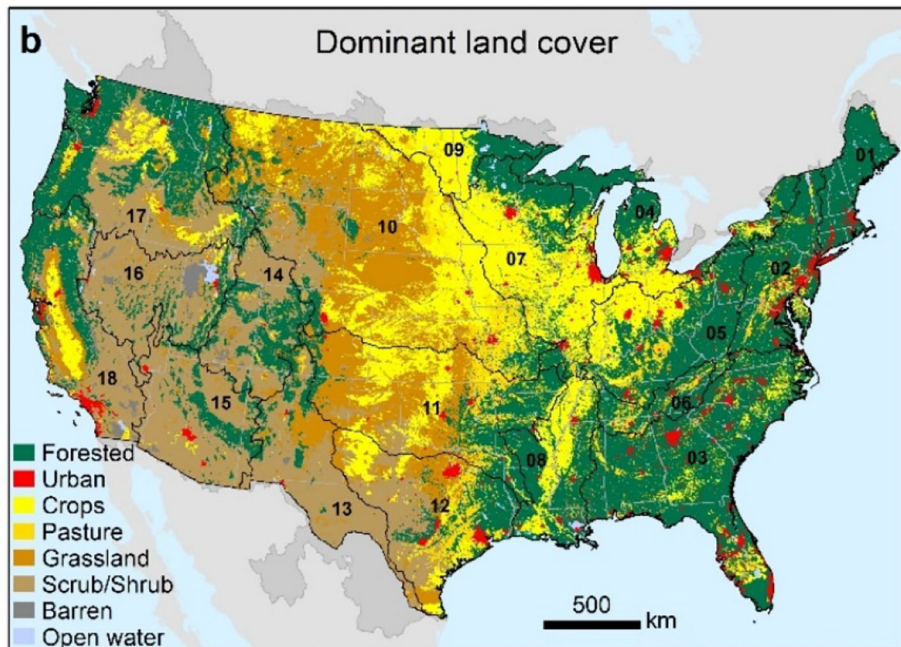 b
Dominant land cover
09
01
04
17
10
02
07
16
14
05
18
15
11
06
08
03
12
13
Forested
Urban
Crops
Pasture
Grassland
Scrub/Shrub
Barren
Open water
500
km